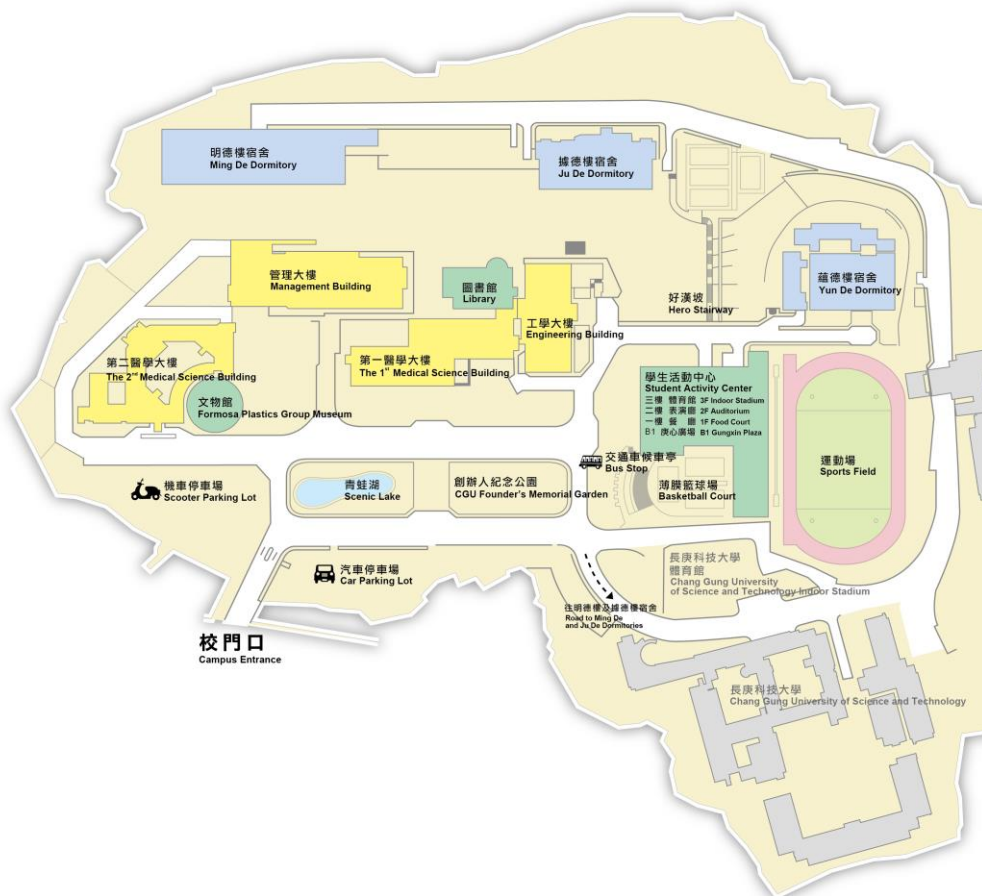 明德樓宿舍
Ming De Dormitory
據德樓宿舍
Ju De Dormitory
管理大樓
Management Building
圖書館
Library
蘊德樓宿舍
Yun De Dormitory
好漢坡
Hero Stairway
工學大樓
Engineering Building
第二醫學大樓
The 2nd Medical Science Building
第一醫學大樓
The 1st Medical Science Building
文物館
Formosa Plastics Group Museum
學生活動中心
Student Activity Center
三樓 體育館 3F Indoor Stadium
二樓 表演廳 2F Auditorium
一樓 餐 廳 1F Food Court
B1 庚心廣場 B1 Gungxin Plaza
交通車候車亭
Bus Stop
運動場
Sports Field
機車停車場
Scooter Parking Lot
青蛙湖
Scenic Lake
創辦人紀念公園
CGU Founder's Memorial Garden
薄膜籃球場
Basketball Court
汽車停車場
Car Parking Lot
長庚科技大學
體育館
Chang Gung University
of Science and Technology Indoor Stadium
往明德樓及據德樓宿舍
Road to Ming De
and Ju De Dormitories
校門口
Campus Entrance
長庚科技大學
Chang Gung University of Science and Technology